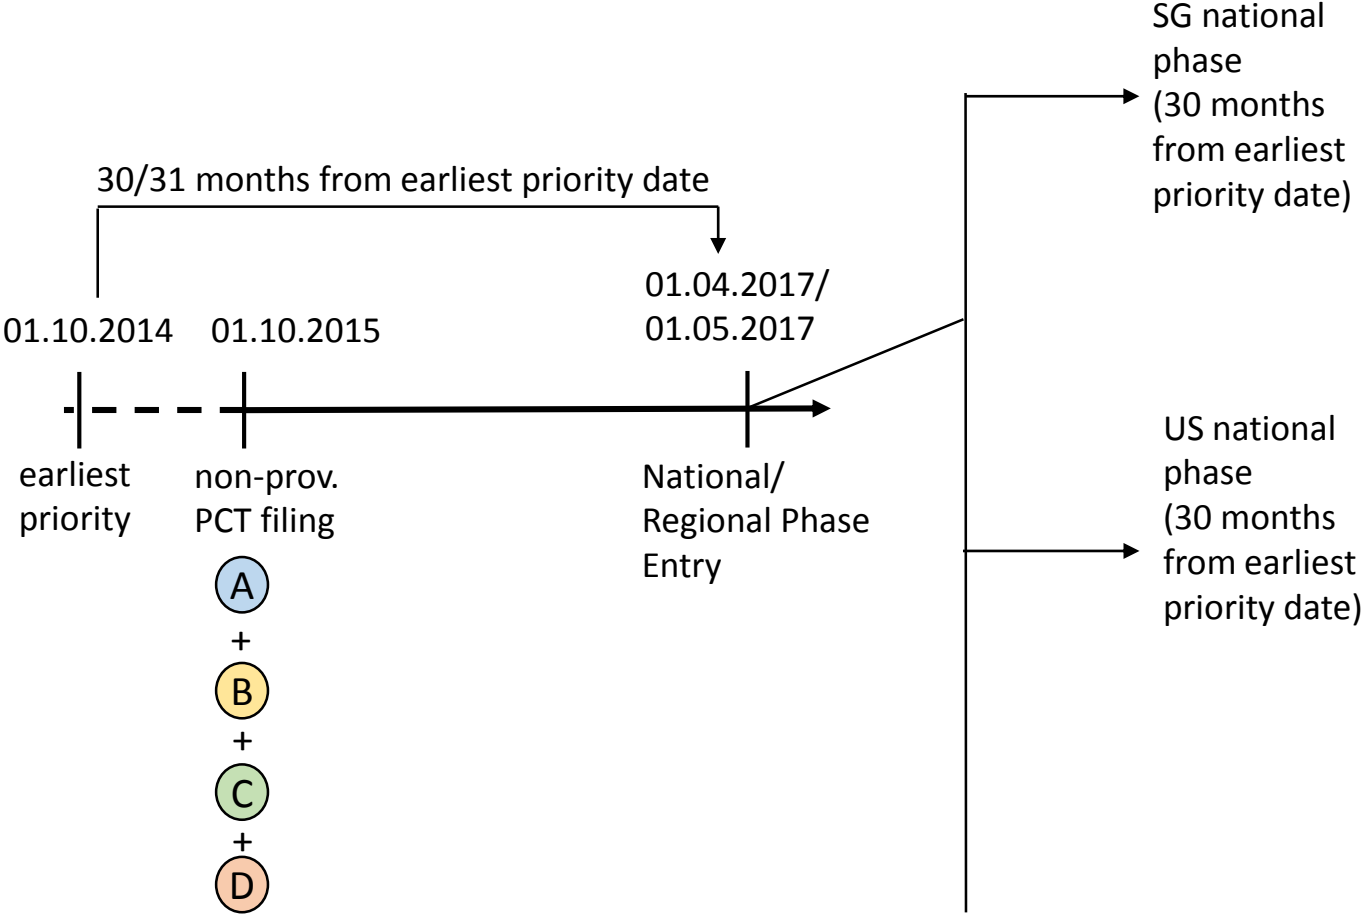 SG national
phase
(30 months
from earliest
priority date)
30/31 months from earliest priority date
01.10.2014
01.10.2015
01.04.2017/
01.05.2017
earliest
priority
non-prov.
PCT filing
National/
Regional Phase
Entry
US national
phase
(30 months
from earliest
priority date)
A
+
B
+
C
+
D